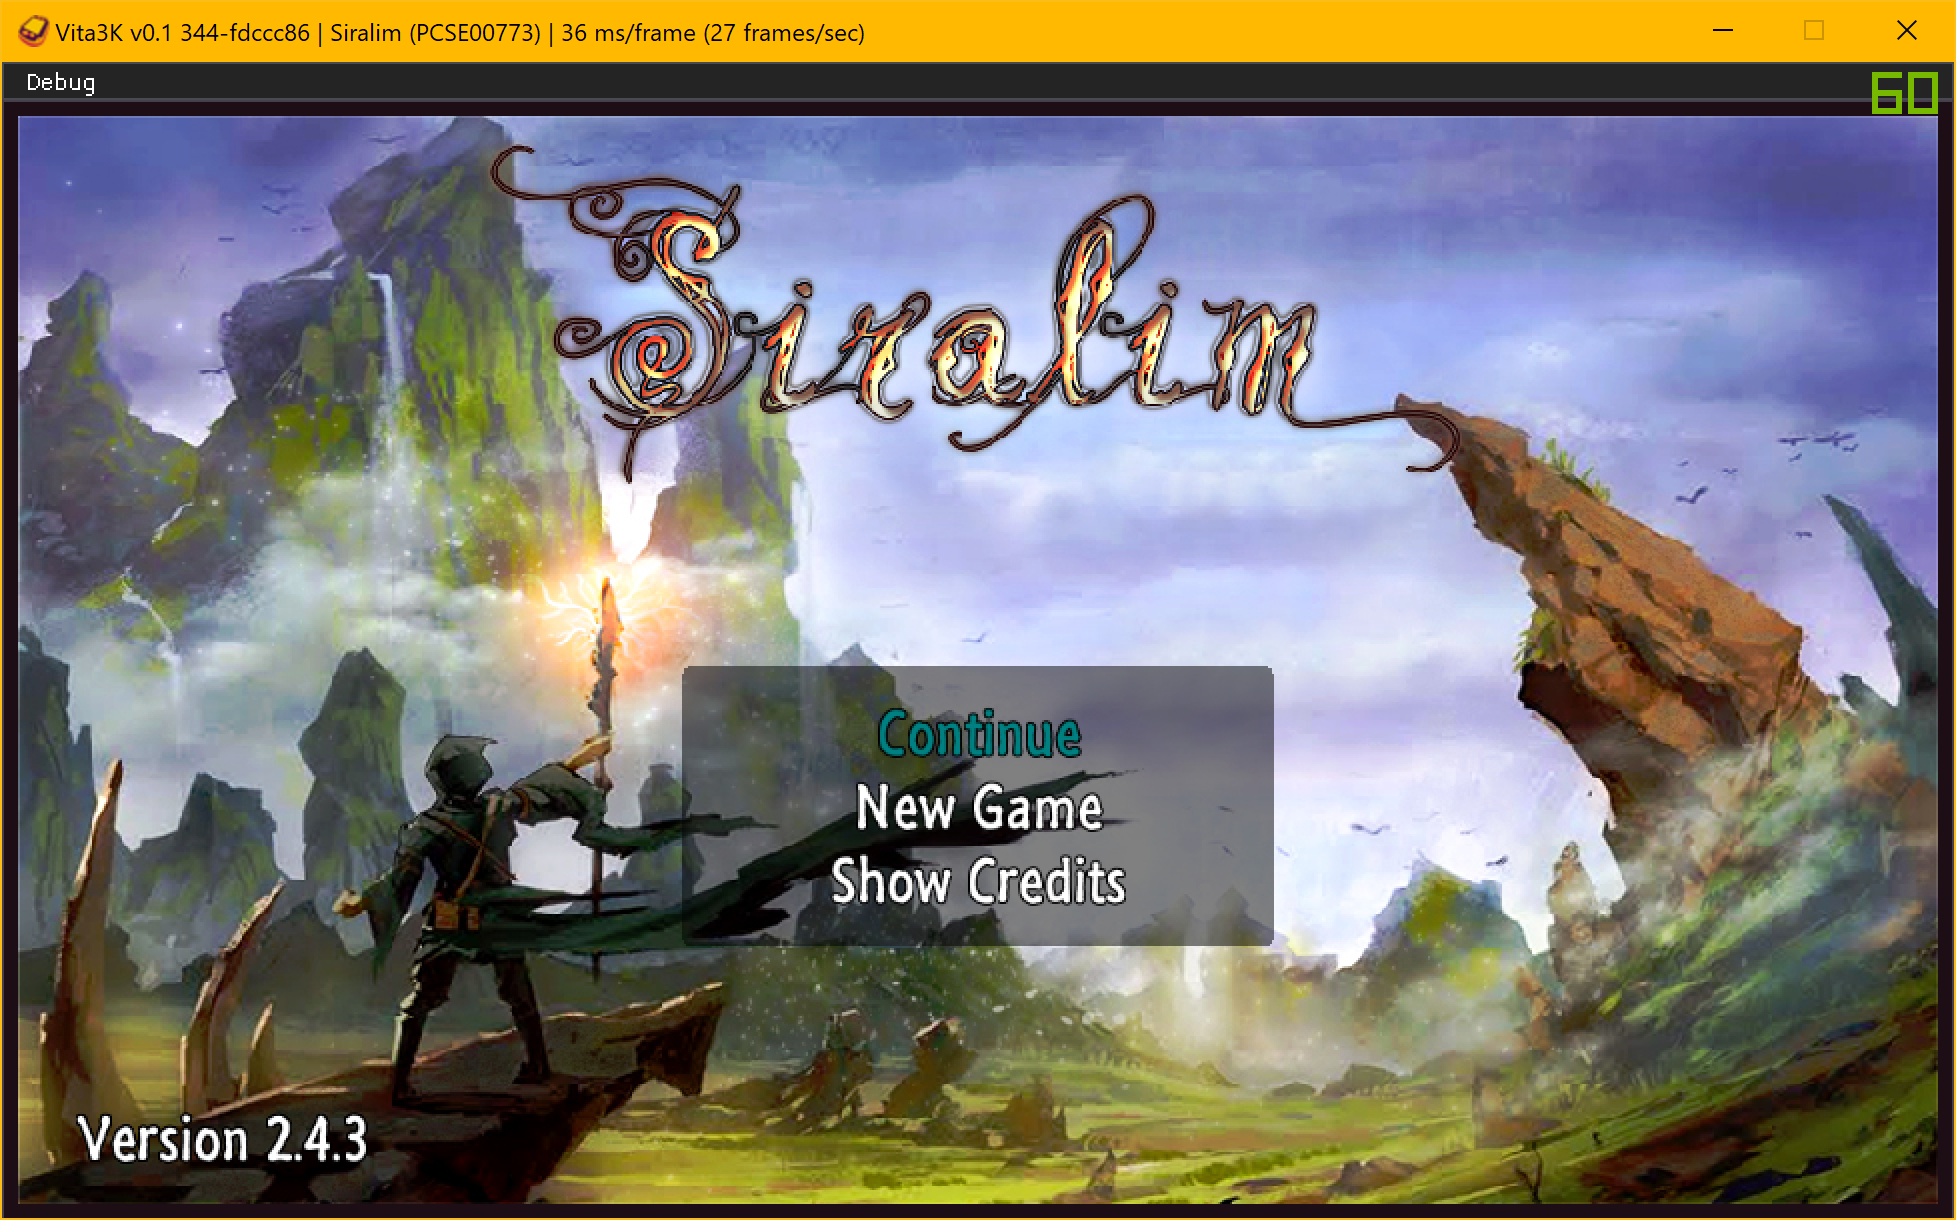 Vita3K v0.1 344-fdccc86 | Siralim (PCSE00773) | 36 ms/frame (27 frames/sec)
Debug
60
Siralim
Continue
New Game
Show Credits
Version 2.4.3